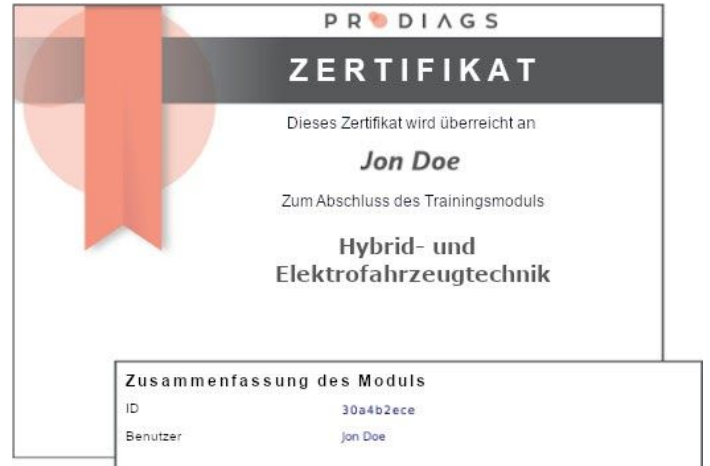 PRODIAGS
ZERTIFIKAT
Dieses Zertifikat wird überreicht an
Jon Doe
Zum Abschluss des Trainingsmoduls
Hybrid- und
Elektrofahrzeugtechnik
Zusammenfassung des Moduls
ID 30a4b2ece
Benutzer Jon Doe